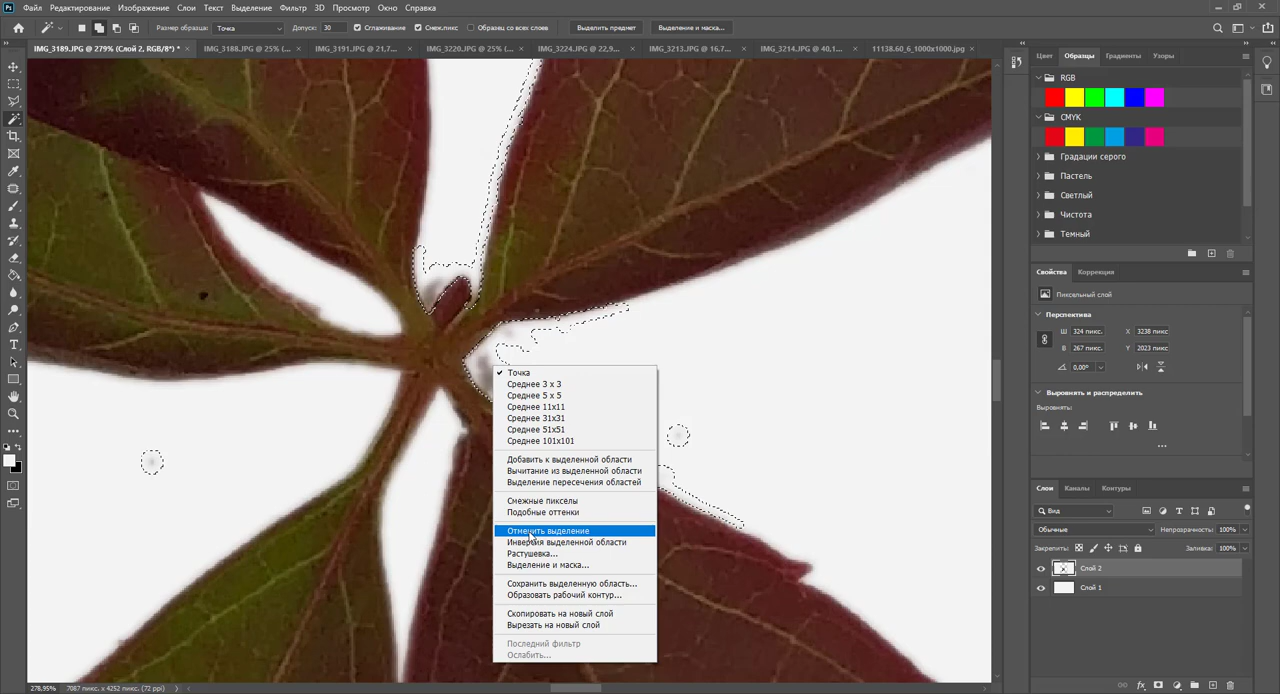 Ps Файл Редактирование Изображение Слои Текст Выделение Фильтр 3D Просмотр Окно Справка
Размер образца: Точка Допуск: 30 Сглаживание Смеж.пикс Образец со всех слоев Выделить предмет Выделение и маска...
IMG_3189.JPG @ 279% (Слой 2, RGB/8*) * IMG_3188.JPG @ 25% (... IMG_3191.JPG @ 21,7... IMG_3220.JPG @ 25% (... IMG_3224.JPG @ 22,9... IMG_3213.JPG @ 16,7... IMG_3214.JPG @ 40,1... 11138.60_6_1000x1000.jpg
Цвет Образцы Градиенты Узоры
RGB
CMYK
Градации серого
Пастель
Светлый
Чистота
Темный
Свойства Коррекция
Пиксельный слой
Перспектива
Ш 324 пикс. X 3238 пикс
В 267 пикс. Y 2023 пикс
0,00°
Выровнять и распределить
Выровнять:
Точка
Среднее 3 x 3
Среднее 5 x 5
Среднее 11x11
Среднее 31x31
Среднее 51x51
Среднее 101x101
Добавить к выделенной области
Вычитание из выделенной области
Выделение пересечения областей
Смежные пикселы
Подобные оттенки
Отменить выделение
Инверсия выделенной области
Растушевка...
Выделение и маска...
Сохранить выделенную область...
Образовать рабочий контур...
Скопировать на новый слой
Вырезать на новый слой
Последний фильтр
Ослабить...
Слои Каналы Контуры
Вид
Обычные Непрозрачность: 100%
Закрепить: Заливка: 100%
Слой 2
Слой 1
278,95% 7087 пикс. x 4252 пикс. (72 ppi)